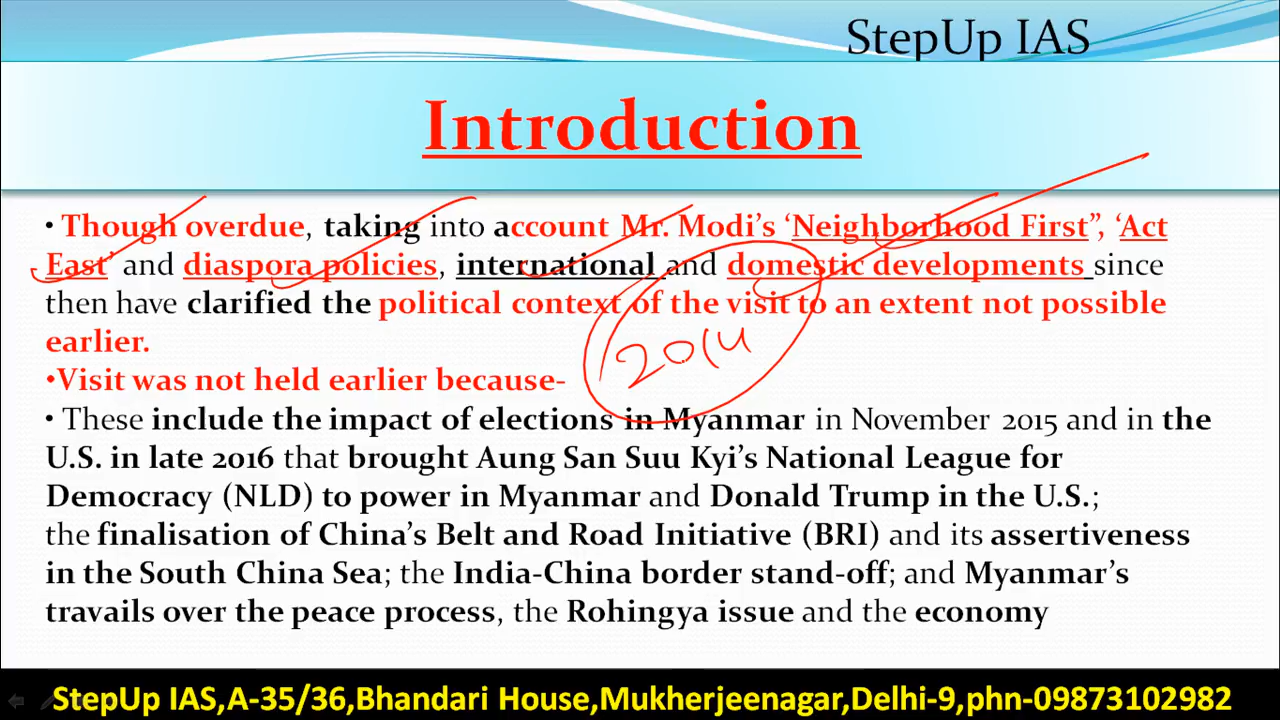 StepUp IAS
Introduction
• Though overdue, taking into account Mr. Modi's 'Neighborhood First", 'Act
East' and diaspora policies, international and domestic developments since
then have clarified the political context of the visit to an extent not possible
earlier.
•Visit was not held earlier because-
2014
• These include the impact of elections in Myanmar in November 2015 and in the
U.S. in late 2016 that brought Aung San Suu Kyi's National League for
Democracy (NLD) to power in Myanmar and Donald Trump in the U.S.;
the finalisation of China's Belt and Road Initiative (BRI) and its assertiveness
in the South China Sea; the India-China border stand-off; and Myanmar's
travails over the peace process, the Rohingya issue and the economy
StepUp IAS,A-35/36,Bhandari House,Mukherjeenagar,Delhi-9,phn-09873102982